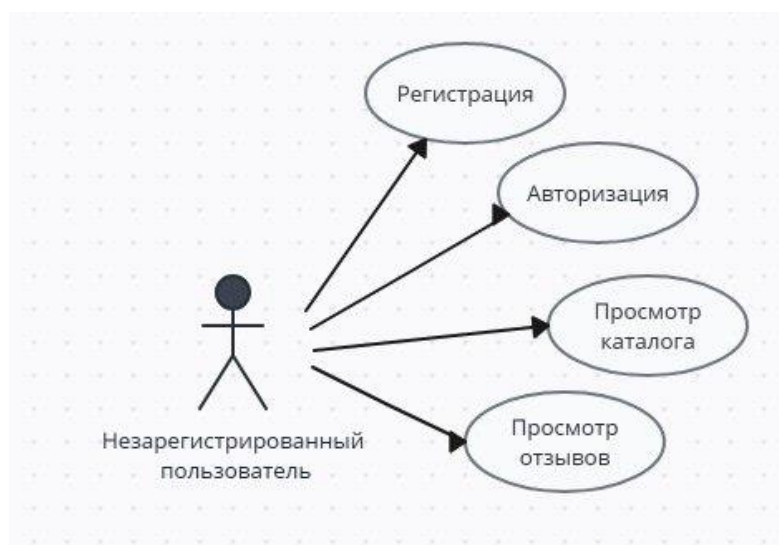 Регистрация
Авторизация
Просмотр
каталога
Просмотр
отзывов
Незарегистрированный
пользователь